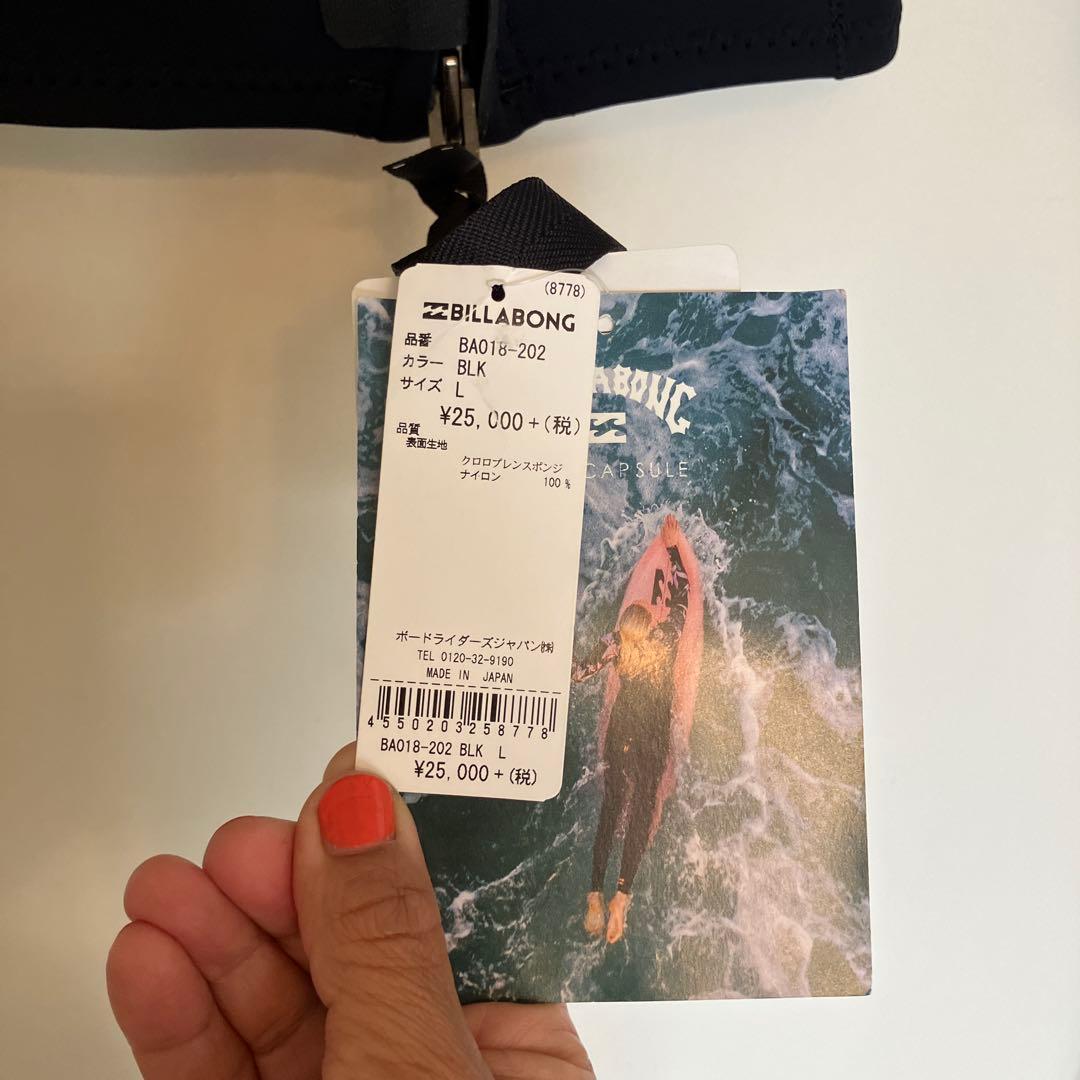 (8778)
BILLABONG
品番 BA018-202
カラー BLK
サイズ L
¥25,000+(税)
品質
表面生地
クロロプレンスポンジ
ナイロン 100%
ボードライダーズジャパン㈱
TEL 0120-32-9190
MADE IN JAPAN
4550203258778
BA018-202 BLK L
¥25,000+(税)
ABONG
CAPSULE